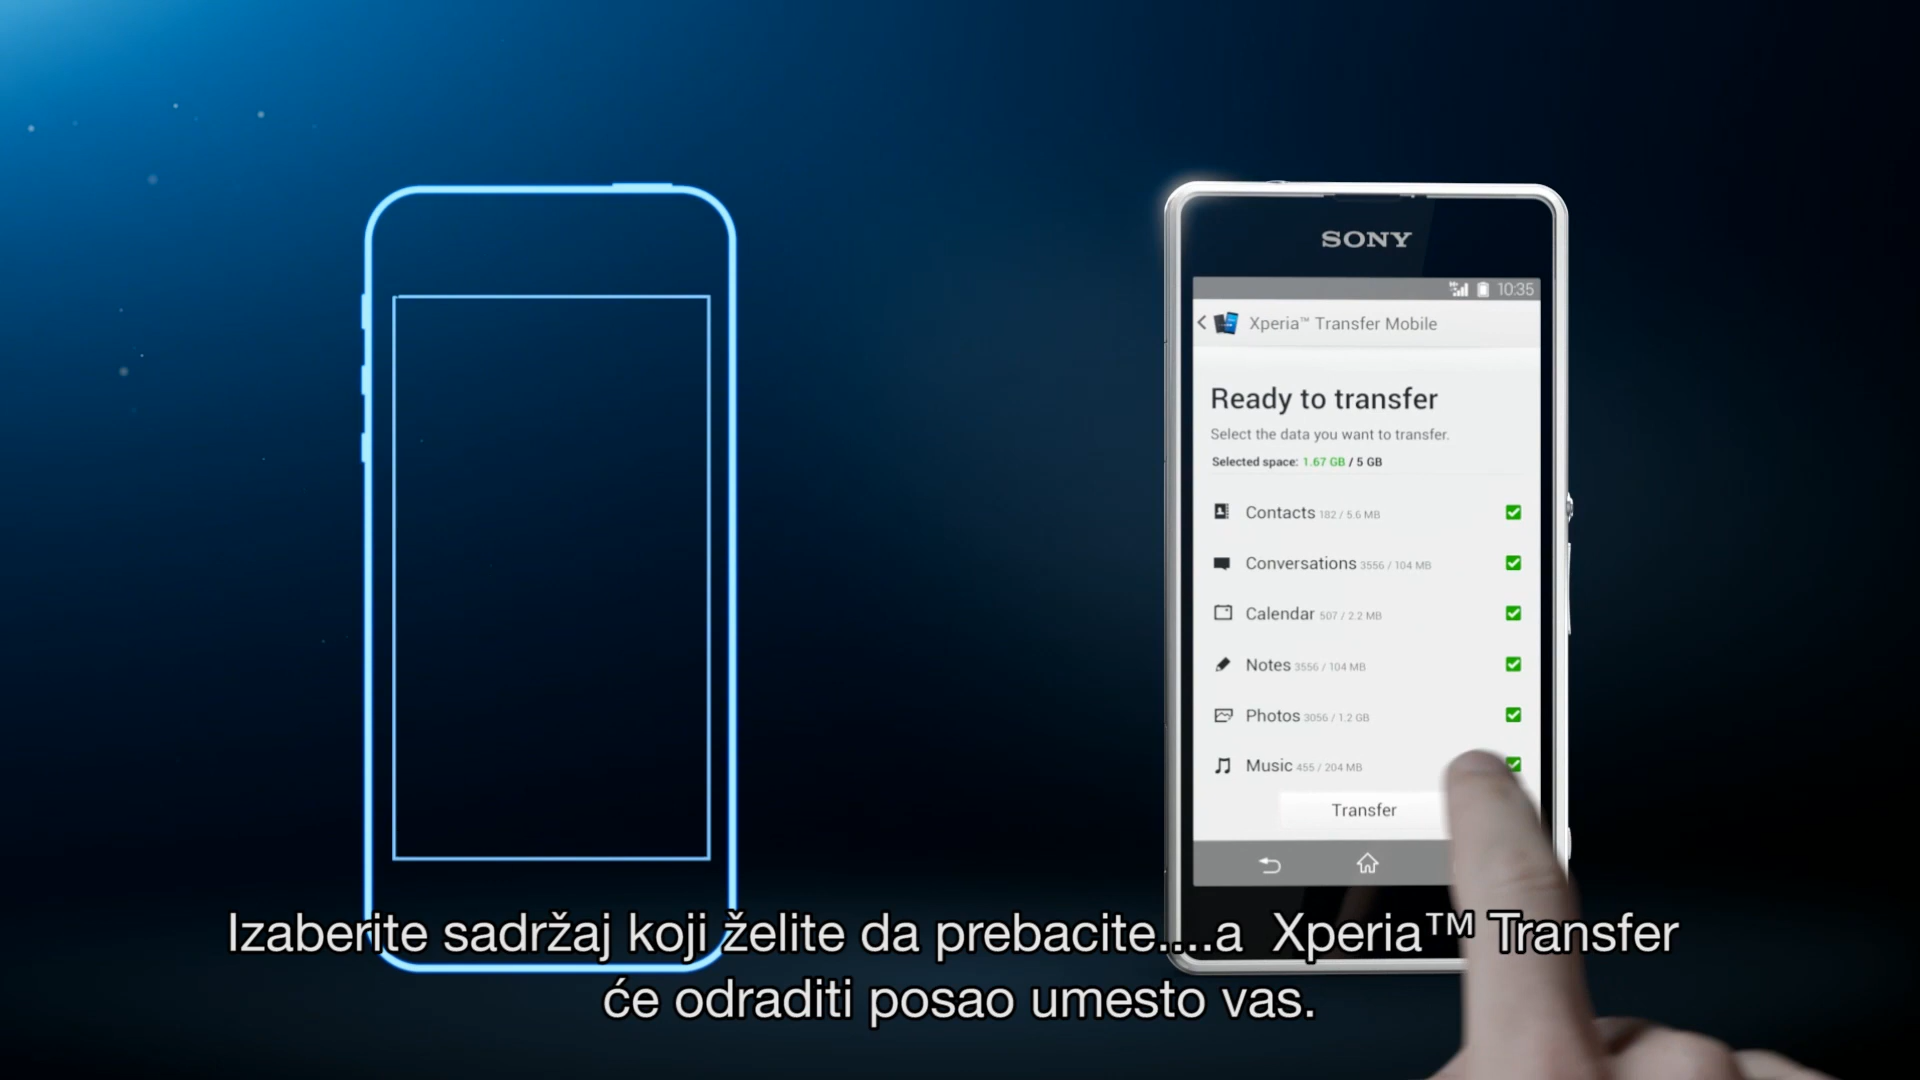 SONY
10:35
Xperia™ Transfer Mobile
Ready to transfer
Select the data you want to transfer.
Selected space: 1.67 GB / 5 GB
Contacts 182 / 5.6 MB
Conversations 3556 / 104 MB
Calendar 507 / 2.2 MB
Notes 3556 / 104 MB
Photos 3056 / 1.2 GB
Music 455 / 204 MB
Transfer
Izaberite sadržaj koji želite da prebacite....a Xperia™ Transfer
će odraditi posao umesto vas.